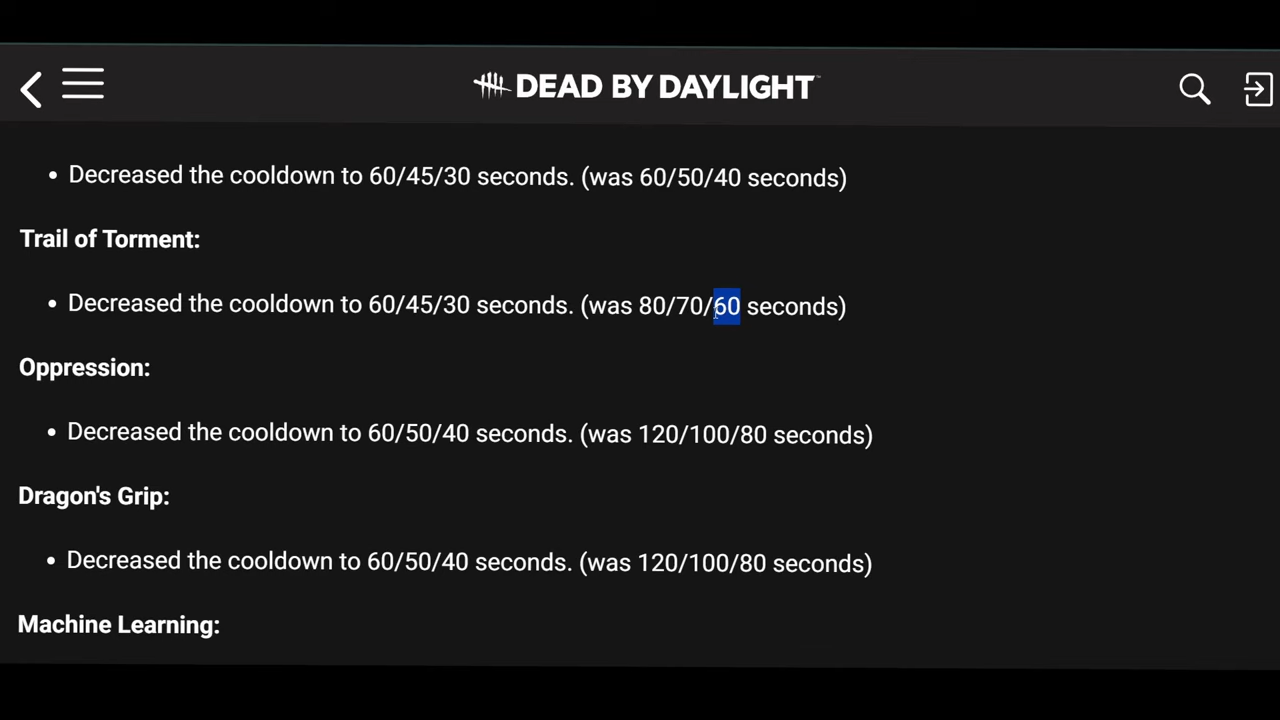 DEAD BY DAYLIGHT™
• Decreased the cooldown to 60/45/30 seconds. (was 60/50/40 seconds)
Trail of Torment:
• Decreased the cooldown to 60/45/30 seconds. (was 80/70/60 seconds)
Oppression:
• Decreased the cooldown to 60/50/40 seconds. (was 120/100/80 seconds)
Dragon's Grip:
• Decreased the cooldown to 60/50/40 seconds. (was 120/100/80 seconds)
Machine Learning: